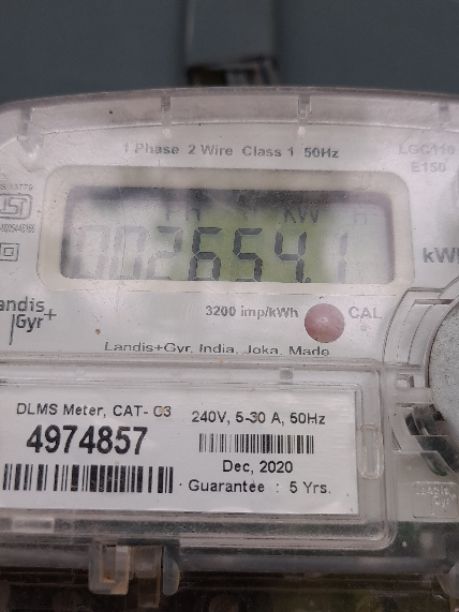 1 Phase 2 Wire Class 1 50Hz
LGC110
E150
KW H
002654.1
kWh
Landis
Gyr+
3200 imp/kWh
CAL
Landis+Gyr, India, Joka, Made
DLMS Meter, CAT- C3
240V, 5-30 A, 50Hz
4974857
Dec, 2020
Guarantee : 5 Yrs.